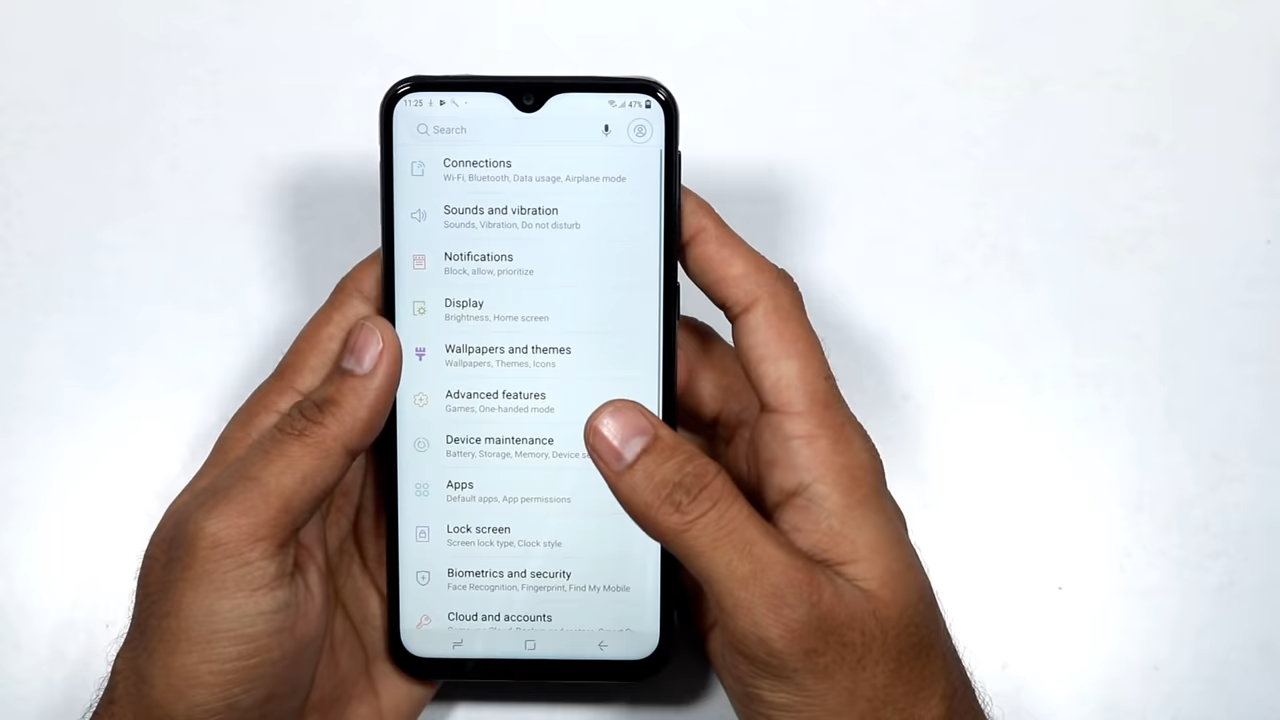 11:25 47%
Search
Connections
Wi-Fi, Bluetooth, Data usage, Airplane mode
Sounds and vibration
Sounds, Vibration, Do not disturb
Notifications
Block, allow, prioritize
Display
Brightness, Home screen
Wallpapers and themes
Wallpapers, Themes, Icons
Advanced features
Games, One-handed mode
Device maintenance
Battery, Storage, Memory, Device
Apps
Default apps, App permissions
Lock screen
Screen lock type, Clock style
Biometrics and security
Face Recognition, Fingerprint, Find My Mobile
Cloud and accounts